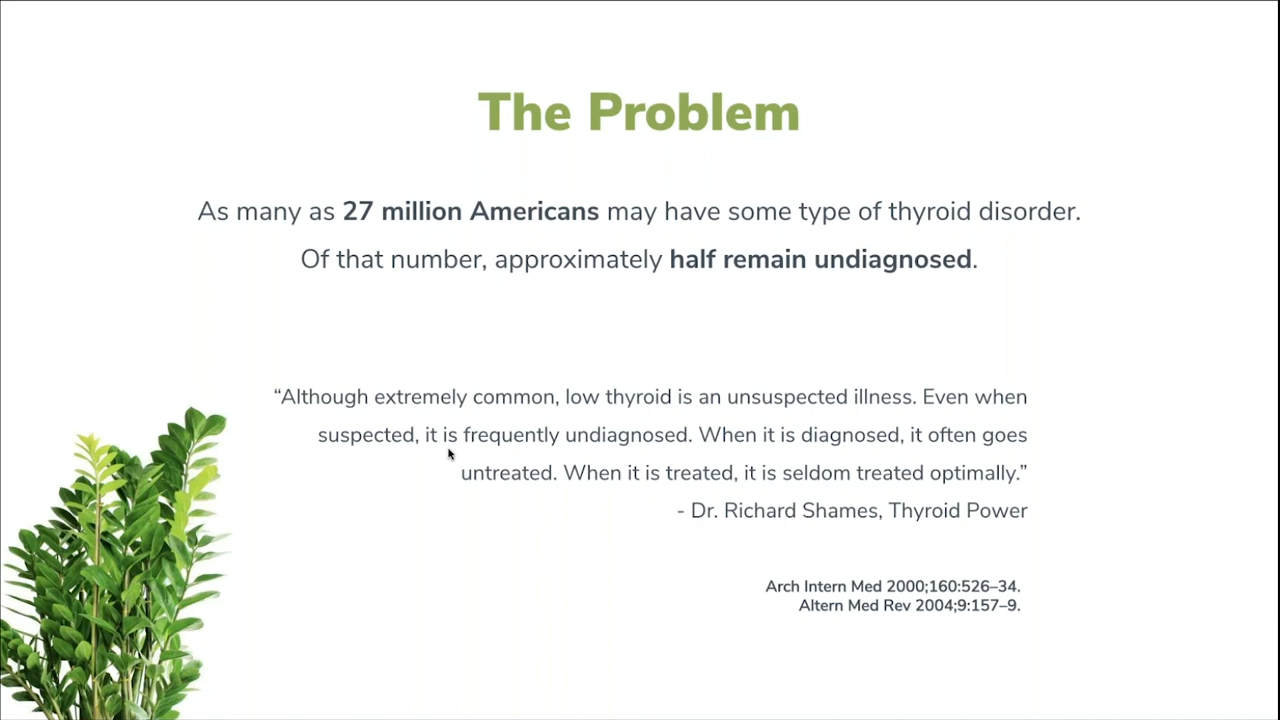 The Problem
As many as 27 million Americans may have some type of thyroid disorder.
Of that number, approximately half remain undiagnosed.
“Although extremely common, low thyroid is an unsuspected illness. Even when
suspected, it is frequently undiagnosed. When it is diagnosed, it often goes
untreated. When it is treated, it is seldom treated optimally.”
- Dr. Richard Shames, Thyroid Power
Arch Intern Med 2000;160:526–34.
Altern Med Rev 2004;9:157–9.